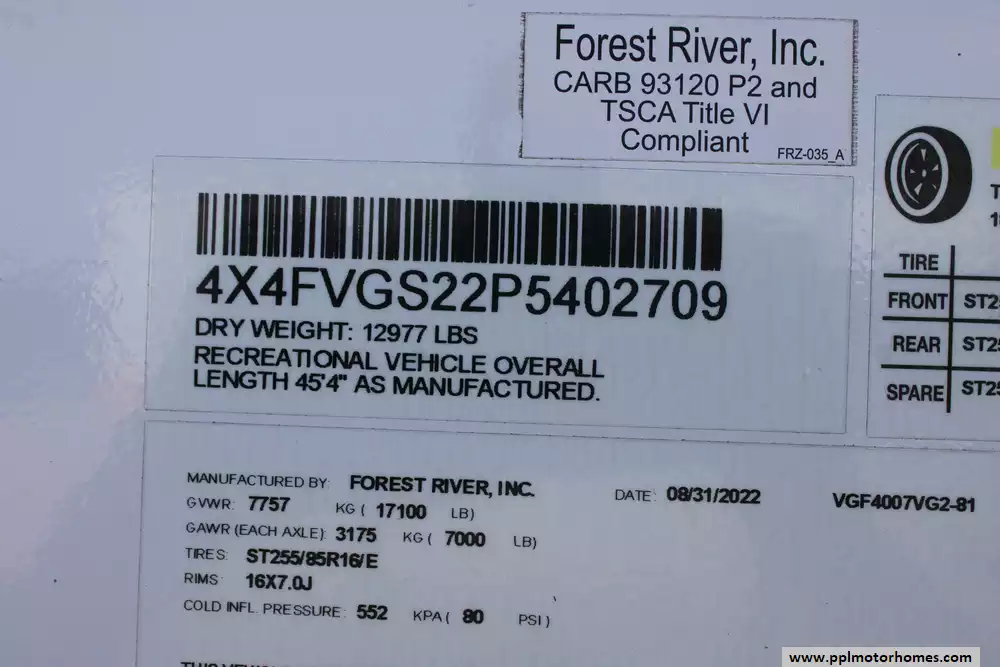 Forest River, Inc.
CARB 93120 P2 and
TSCA Title VI
Compliant
FRZ-035_A
4X4FVGS22P5402709
DRY WEIGHT: 12977 LBS
RECREATIONAL VEHICLE OVERALL
LENGTH 45'4" AS MANUFACTURED.
TIRE
FRONT ST2
REAR ST25
SPARE ST25
MANUFACTURED BY: FOREST RIVER, INC. DATE: 08/31/2022 VGF4007VG2-81
GVWR: 7757 KG ( 17100 LB)
GAWR (EACH AXLE): 3175 KG ( 7000 LB)
TIRES: ST255/85R16/E
RIMS: 16X7.0J
COLD INFL. PRESSURE: 552 KPA ( 80 PSI )
www.pplmotorhomes.com